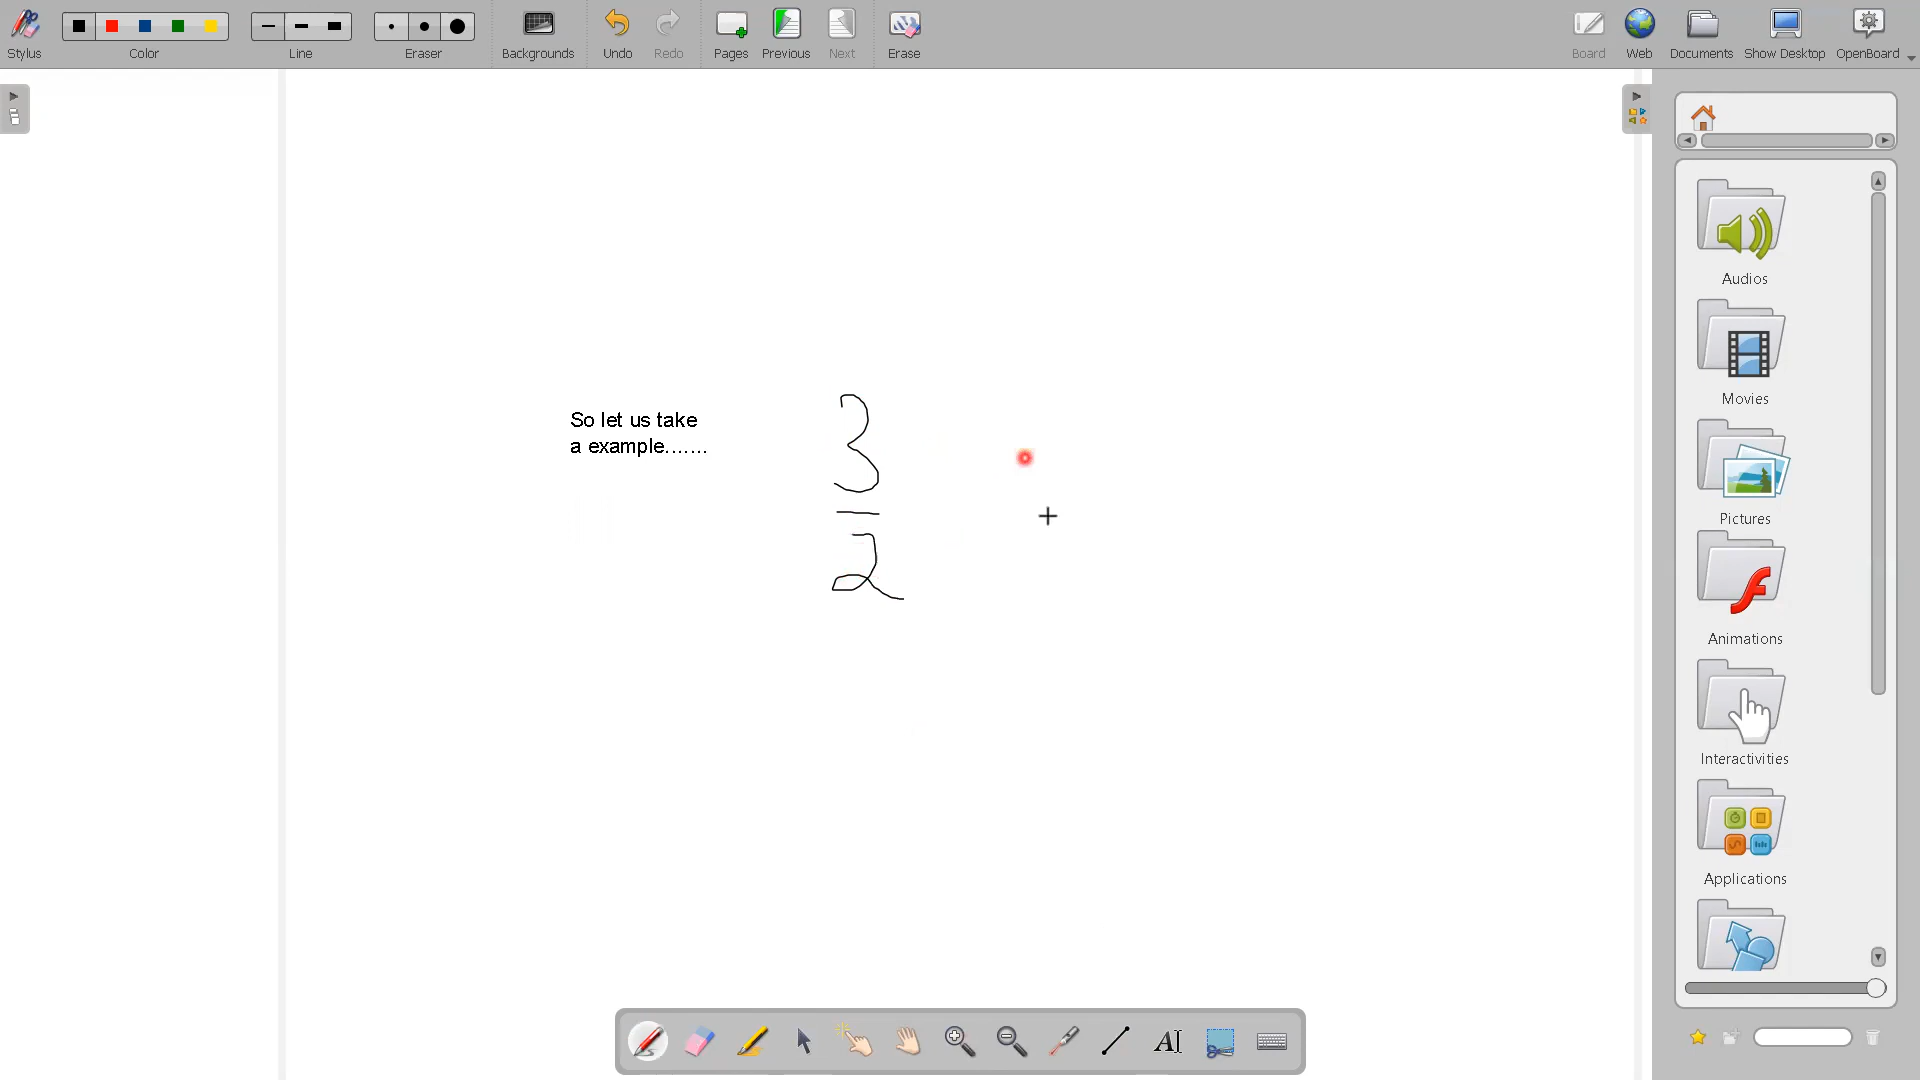 Stylus
Color
Line
Eraser
Backgrounds
Undo
Redo
Pages
Previous
Next
Erase
Board
Web
Documents
Show Desktop
OpenBoard
So let us take
a example.......
3
2
Audios
Movies
Pictures
Animations
Interactivities
Applications